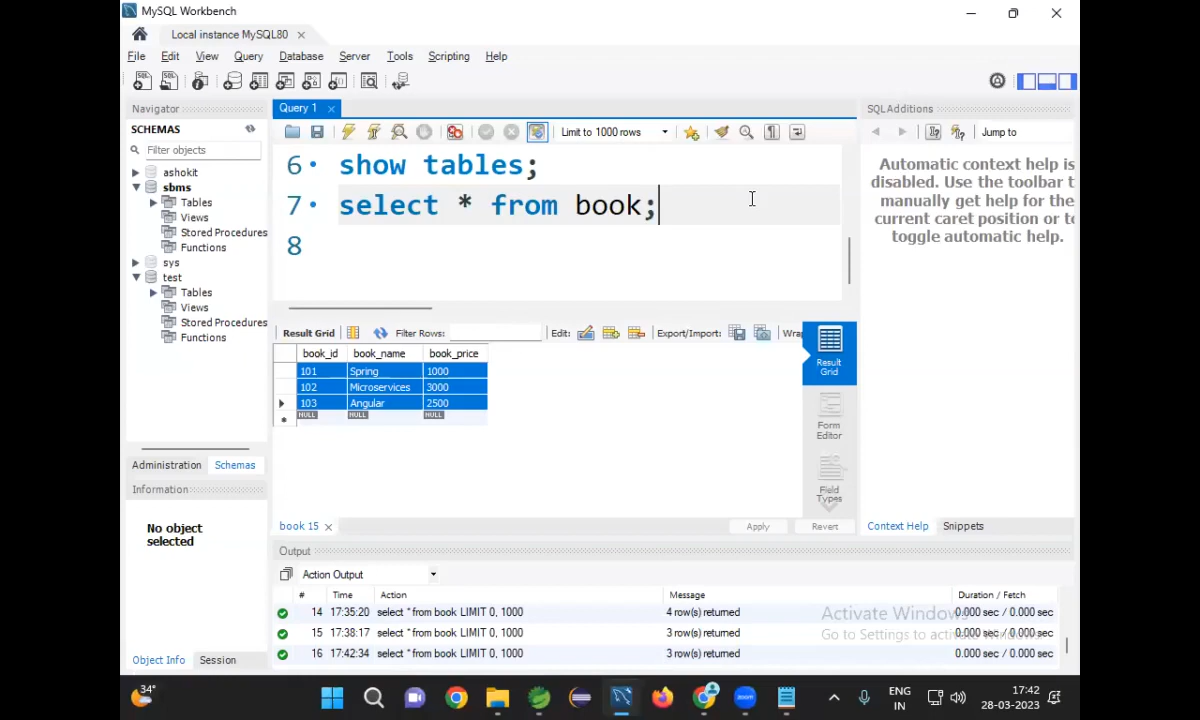 MySQL Workbench
Local instance MySQL80
File Edit View Query Database Server Tools Scripting Help
Navigator
SCHEMAS
Filter objects
ashokit
sbms
Tables
Views
Stored Procedures
Functions
sys
test
Tables
Views
Stored Procedures
Functions
Administration Schemas
Information
No object
selected
Object Info Session
Query 1
Limit to 1000 rows
6 show tables;
7 select * from book;
8
Result Grid Filter Rows: Edit: Export/Import: Wra
book_id book_name book_price
101 Spring 1000
102 Microservices 3000
103 Angular 2500
NULL NULL NULL
Result
Grid
Form
Editor
Field
Types
book 15 Apply Revert
SQLAdditions
Jump to
Automatic context help is
disabled. Use the toolbar t
manually get help for the
current caret position or to
toggle automatic help.
Context Help Snippets
Output
Action Output
# Time Action Message Duration / Fetch
14 17:35:20 select * from book LIMIT 0, 1000 4 row(s) returned 0.000 sec / 0.000 sec
15 17:38:17 select * from book LIMIT 0, 1000 3 row(s) returned 0.000 sec / 0.000 sec
16 17:42:34 select * from book LIMIT 0, 1000 3 row(s) returned 0.000 sec / 0.000 sec
Activate Windows
Go to Settings to activate Windows.
34°
zoom
ENG
IN
17:42
28-03-2023